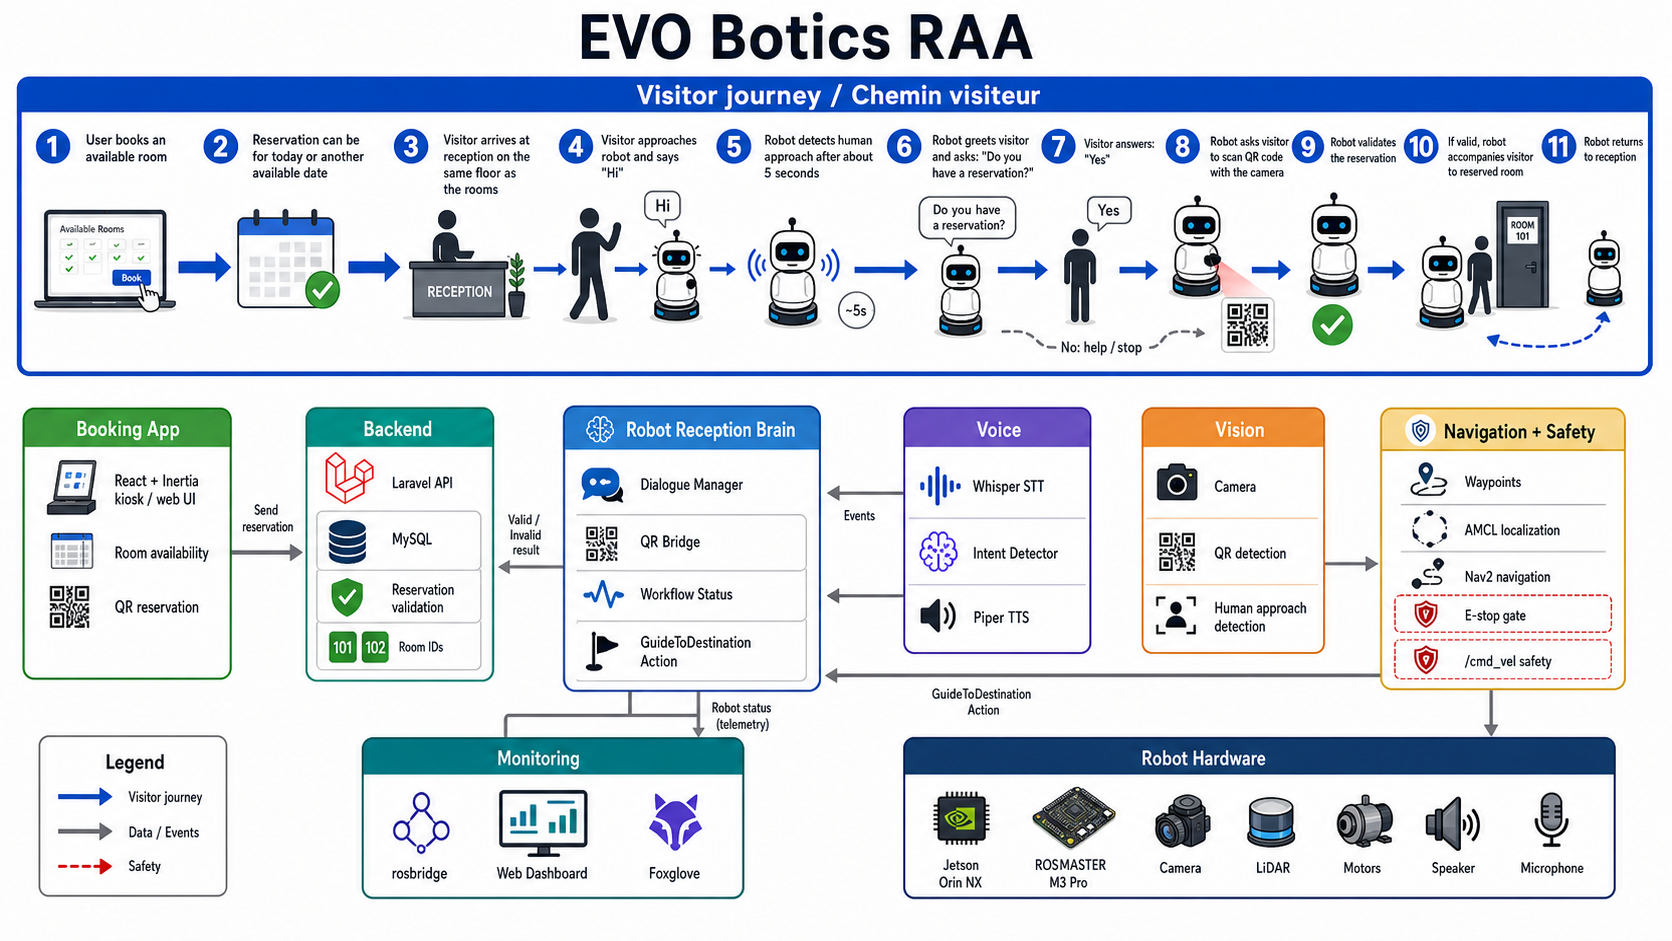 EVO Botics RAA
Visitor journey / Chemin visiteur
1
User books an
available room
2
Reservation can be
for today or another
available date
3
Visitor arrives at
reception on the
same floor as
the rooms
4
Visitor approaches
robot and says
"Hi"
5
Robot detects human
approach after about
5 seconds
6
Robot greets visitor
and asks: "Do you
have a reservation?"
7
Visitor answers:
"Yes"
8
Robot asks visitor
to scan QR code
with the camera
9
Robot validates
the reservation
10
If valid, robot
accompanies visitor
to reserved room
11
Robot returns
to reception
Available Rooms
Book
RECEPTION
Hi
~5s
Do you have
a reservation?
Yes
No: help / stop
ROOM
101
Booking App
React + Inertia
kiosk / web UI
Room availability
QR reservation
Send
reservation
Backend
Laravel API
MySQL
Reservation
validation
101
102
Room IDs
Valid /
Invalid
result
Robot Reception Brain
Dialogue Manager
QR Bridge
Workflow Status
GuideToDestination
Action
Events
Voice
Whisper STT
Intent Detector
Piper TTS
Vision
Camera
QR detection
Human approach
detection
Navigation + Safety
Waypoints
AMCL localization
Nav2 navigation
E-stop gate
/cmd_vel safety
GuideToDestination
Action
Robot status
(telemetry)
Legend
Visitor journey
Data / Events
Safety
Monitoring
rosbridge
Web Dashboard
Foxglove
Robot Hardware
Jetson
Orin NX
ROSMASTER
M3 Pro
Camera
LiDAR
Motors
Speaker
Microphone